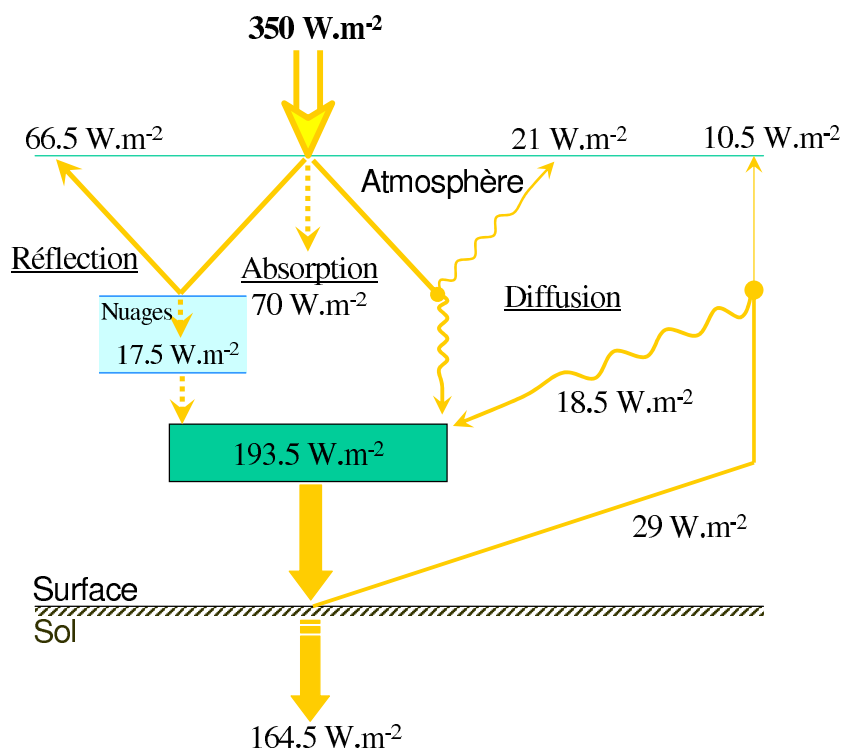 350 W.m-2
66.5 W.m-2
21 W.m-2
10.5 W.m-2
Atmosphère
Réflection
Absorption
70 W.m-2
Diffusion
Nuages
17.5 W.m-2
18.5 W.m-2
193.5 W.m-2
29 W.m-2
Surface
Sol
164.5 W.m-2